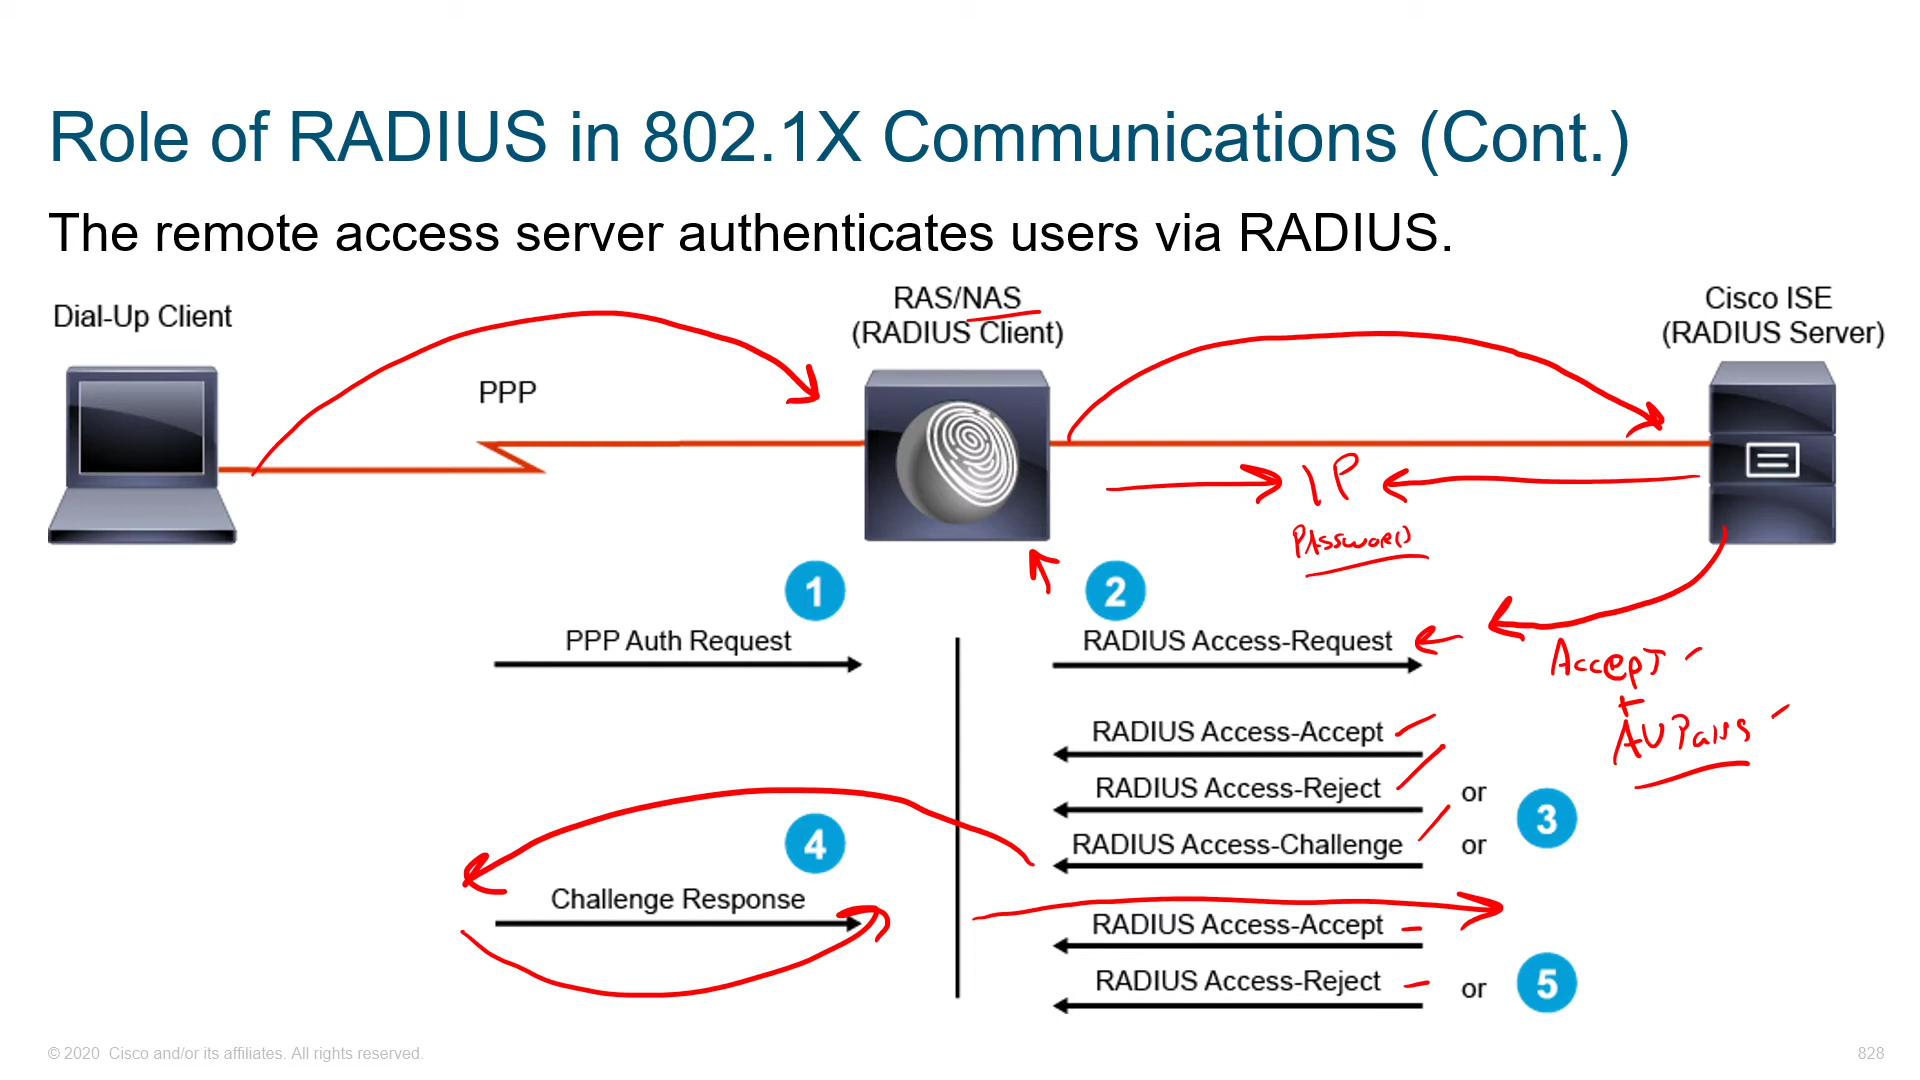 Role of RADIUS in 802.1X Communications (Cont.)
The remote access server authenticates users via RADIUS.
Dial-Up Client
RAS/NAS
(RADIUS Client)
Cisco ISE
(RADIUS Server)
PPP
IP
PAssword
1
2
PPP Auth Request
RADIUS Access-Request
Accept
+
AV Pairs
RADIUS Access-Accept
RADIUS Access-Reject
or
3
RADIUS Access-Challenge
or
4
Challenge Response
RADIUS Access-Accept
RADIUS Access-Reject
or
5
© 2020 Cisco and/or its affiliates. All rights reserved.
828